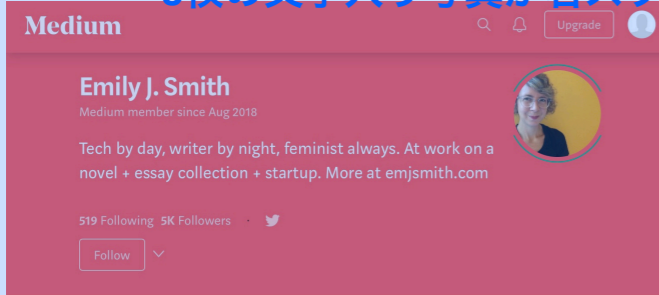 Medium
Upgrade
Emily J. Smith
Medium member since Aug 2018
Tech by day, writer by night, feminist always. At work on a
novel + essay collection + startup. More at emjsmith.com
519 Following 5K Followers ·
Follow